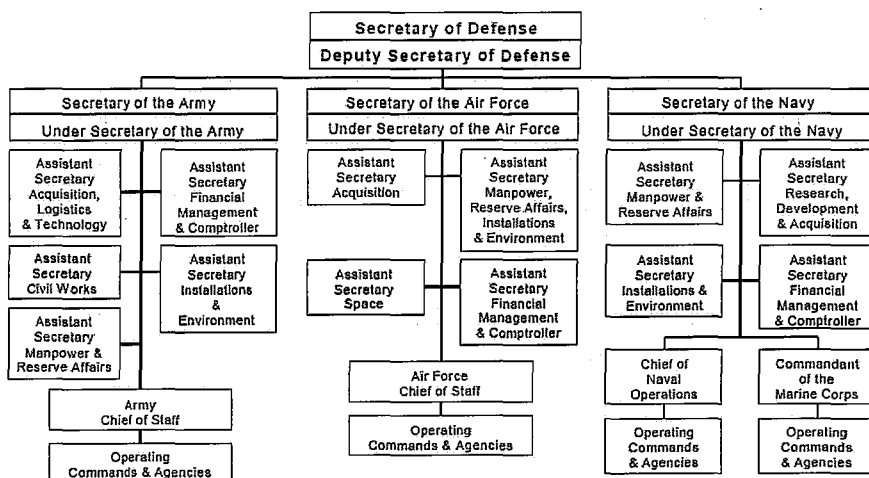 Secretary of Defense
Deputy Secretary of Defense
Secretary of the Army
Under Secretary of the Army
Assistant
Secretary
Acquisition,
Logistics
& Technology
Assistant
Secretary
Financial
Management
& Comptroller
Assistant
Secretary
Civil Works
Assistant
Secretary
Installations
&
Environment
Assistant
Secretary
Manpower &
Reserve Affairs
Army
Chief of Staff
Operating
Commands & Agencies
Secretary of the Air Force
Under Secretary of the Air Force
Assistant
Secretary
Acquisition
Assistant
Secretary
Manpower,
Reserve Affairs,
Installations
& Environment
Assistant
Secretary
Space
Assistant
Secretary
Financial
Management
& Comptroller
Air Force
Chief of Staff
Operating
Commands & Agencies
Secretary of the Navy
Under Secretary of the Navy
Assistant
Secretary
Manpower &
Reserve Affairs
Assistant
Secretary
Research,
Development
& Acquisition
Assistant
Secretary
Installations &
Environment
Assistant
Secretary
Financial
Management
& Comptroller
Chief of
Naval
Operations
Commandant
of the
Marine Corps
Operating
Commands
& Agencies
Operating
Commands
& Agencies